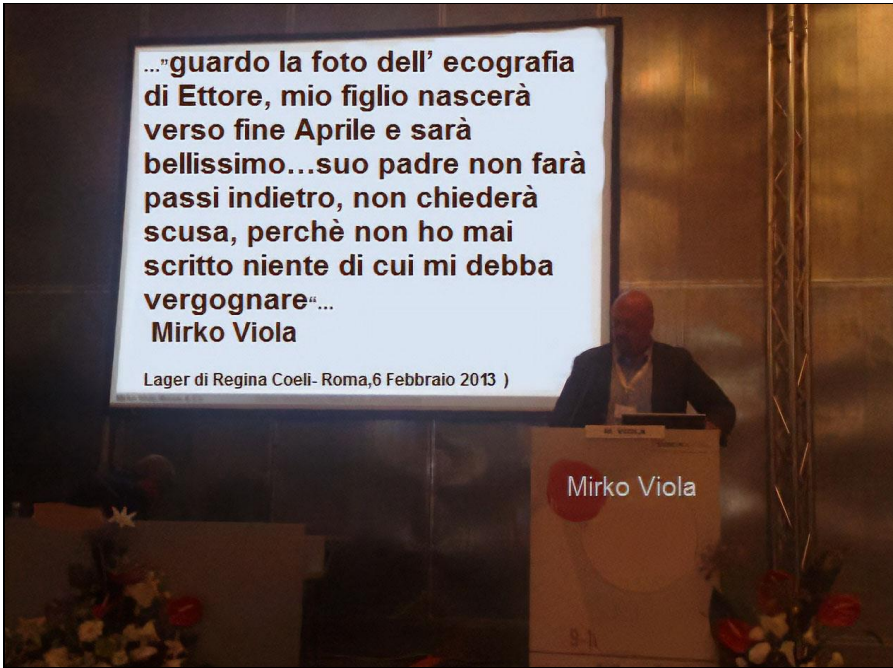 ..."guardo la foto dell' ecografia
di Ettore, mio figlio nascerà
verso fine Aprile e sarà
bellissimo...suo padre non farà
passi indietro, non chiederà
scusa, perchè non ho mai
scritto niente di cui mi debba
vergognare“...
Mirko Viola
Lager di Regina Coeli- Roma,6 Febbraio 2013 )
M. VIOLA
Mirko Viola